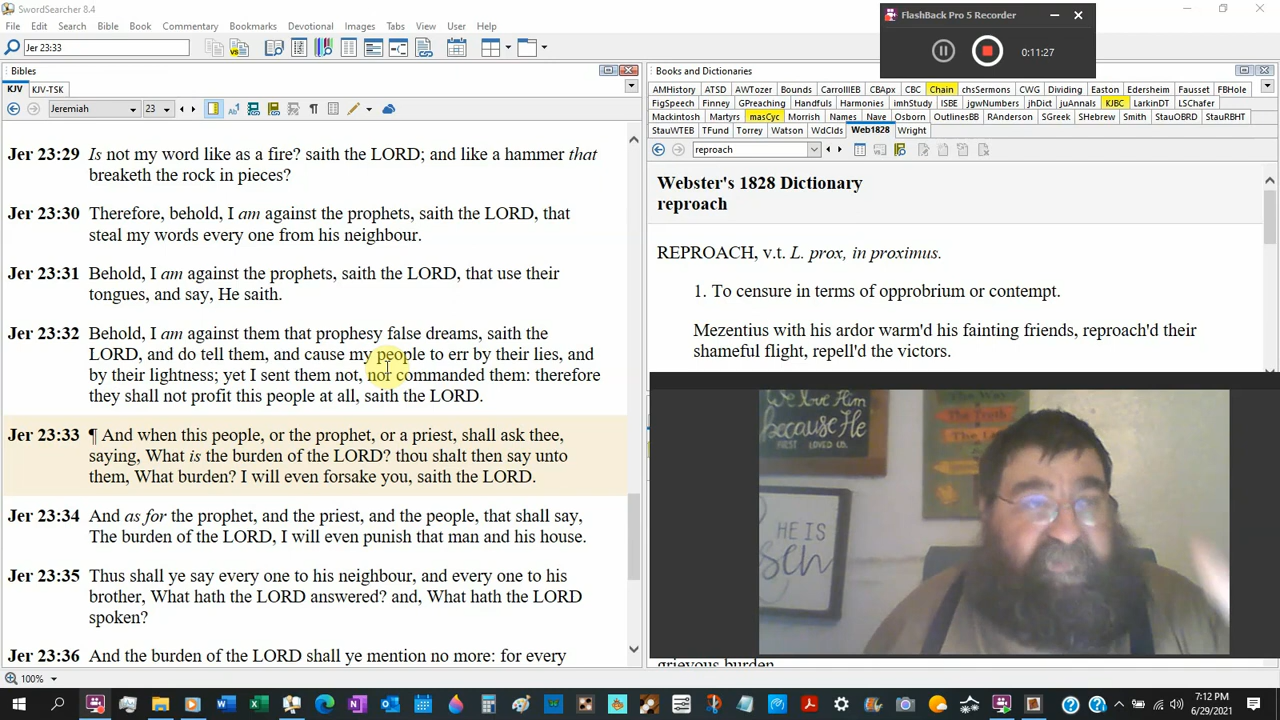 SwordSearcher 8.4
File Edit Search Book Commentary Bookmarks Devotional Images Tabs View User Help
Jer 23:33
FlashBack Pro 5 Recorder
0:11:27
Bibles
KJV KJV-TSK
Jeremiah 23
Jer 23:29 Is not my word like as a fire? saith the LORD; and like a hammer that
breaketh the rock in pieces?
Jer 23:30 Therefore, behold, I am against the prophets, saith the LORD, that
steal my words every one from his neighbour.
Jer 23:31 Behold, I am against the prophets, saith the LORD, that use their
tongues, and say, He saith.
Jer 23:32 Behold, I am against them that prophesy false dreams, saith the
LORD, and do tell them, and cause my people to err by their lies, and
by their lightness; yet I sent them not, nor commanded them: therefore
they shall not profit this people at all, saith the LORD.
Jer 23:33 ¶ And when this people, or the prophet, or a priest, shall ask thee,
saying, What is the burden of the LORD? thou shalt then say unto
them, What burden? I will even forsake you, saith the LORD.
Jer 23:34 And as for the prophet, and the priest, and the people, that shall say,
The burden of the LORD, I will even punish that man and his house.
Jer 23:35 Thus shall ye say every one to his neighbour, and every one to his
brother, What hath the LORD answered? and, What hath the LORD
spoken?
Jer 23:36 And the burden of the LORD shall ye mention no more: for every
100%
Books and Dictionaries
AMHistory ATSD AWTozer Bounds CarrollIEB CBApx CBC Chain chsSermons CWG Dividing Easton Edersheim Fausset FBHole
FigSpeech Finney GPreaching Handfuls Harmonies imhStudy ISBE jgwNumbers jhDict juAnnals KJBC LarkinDT LSChafer
Mackintosh Martyrs masCyc Morrish Names Nave Osborn OutlinesBB RAnderson SGreek SHebrew Smith StauOBRD StauRBHT
StauWTEB TFund Torrey Watson WdClds Web1828 Wright
reproach
Webster's 1828 Dictionary
reproach
REPROACH, v.t. L. prox, in proximus.
1. To censure in terms of opprobrium or contempt.
Mezentius with his ardor warm'd his fainting friends, reproach'd their
shameful flight, repell'd the victors.
We love Him
because He
FIRST LOVED US.
The Way
The Truth
HE IS
grievous burden
7:12 PM
6/29/2021